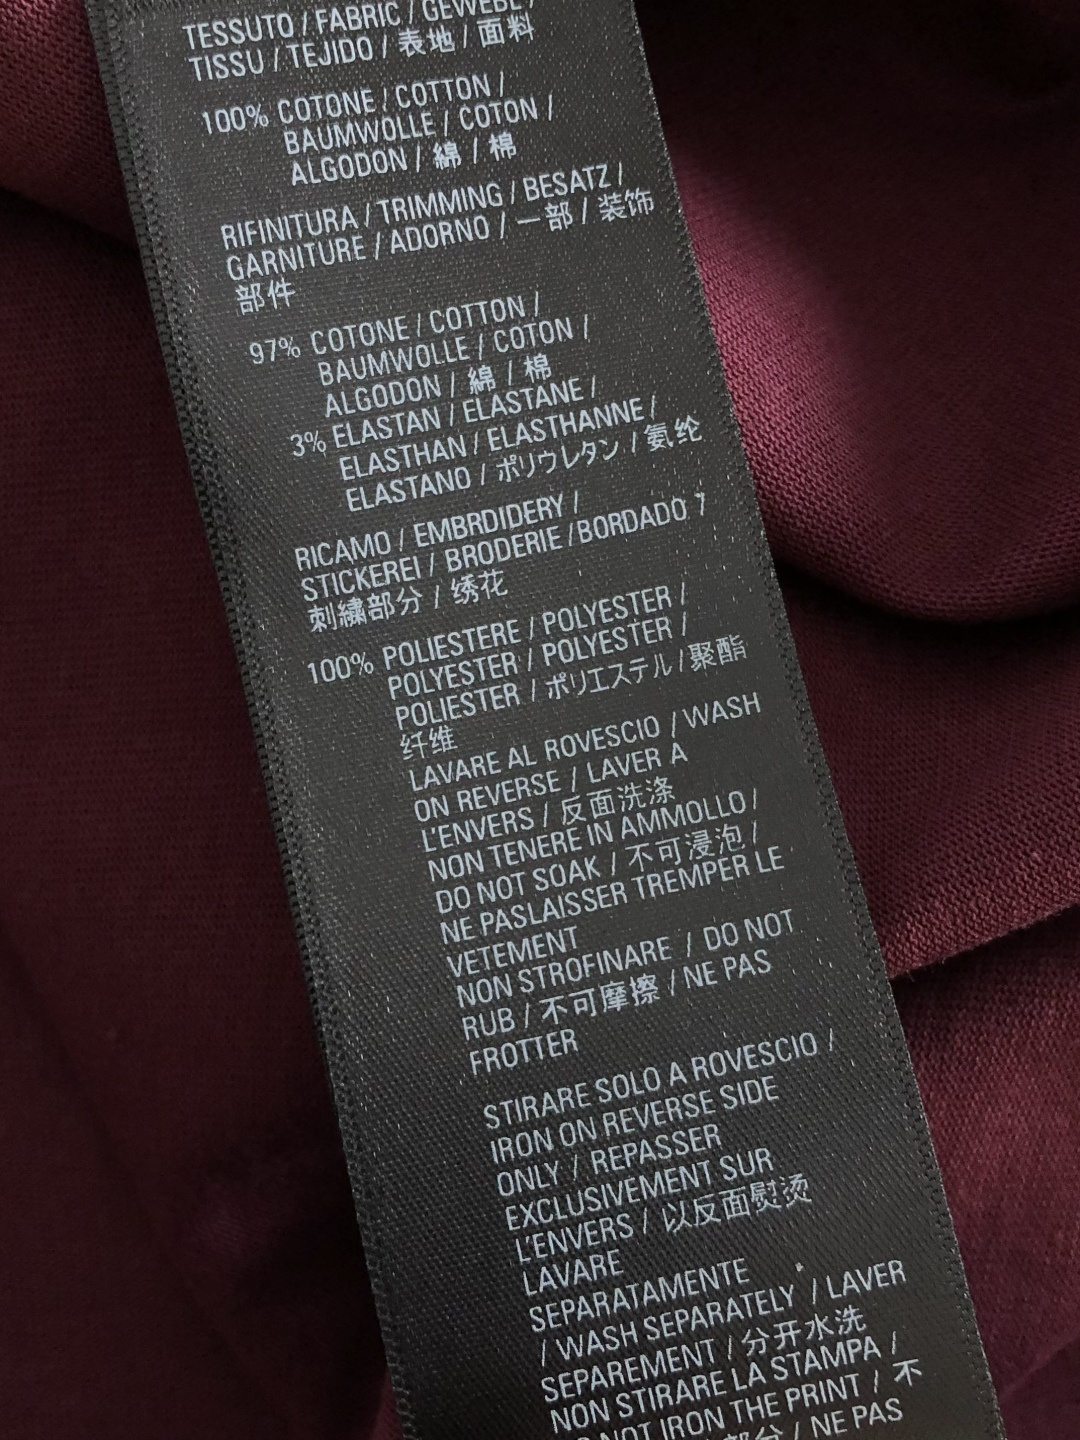 TESSUTO / FABRIC / GEWEBE /
TISSU / TEJIDO / 表地 / 面料
100% COTONE / COTTON /
BAUMWOLLE / COTON /
ALGODON / 綿 / 棉
RIFINITURA / TRIMMING / BESATZ /
GARNITURE / ADORNO / 一部 / 装饰
部件
97% COTONE / COTTON /
BAUMWOLLE / COTON /
ALGODON / 綿 / 棉
3% ELASTAN / ELASTANE /
ELASTHAN / ELASTHANNE /
ELASTANO / ポリウレタン / 氨纶
RICAMO / EMBRDIDERY /
STICKEREI / BRODERIE /BORDADO /
刺繍部分 / 绣花
100% POLIESTERE / POLYESTER /
POLYESTER / POLYESTER /
POLIESTER / ポリエステル / 聚酯
纤维
LAVARE AL ROVESCIO / WASH
ON REVERSE / LAVER A
L'ENVERS / 反面洗涤
NON TENERE IN AMMOLLO /
DO NOT SOAK / 不可浸泡 /
NE PASLAISSER TREMPER LE
VETEMENT
NON STROFINARE / DO NOT
RUB / 不可摩擦 / NE PAS
FROTTER
STIRARE SOLO A ROVESCIO /
IRON ON REVERSE SIDE
ONLY / REPASSER
EXCLUSIVEMENT SUR
L'ENVERS / 以反面熨烫
LAVARE
SEPARATAMENTE
/ WASH SEPARATELY / LAVER
SEPAREMENT / 分开水洗
NON STIRARE LA STAMPA /
NOT IRON THE PRINT / 不
部分 / NE PAS